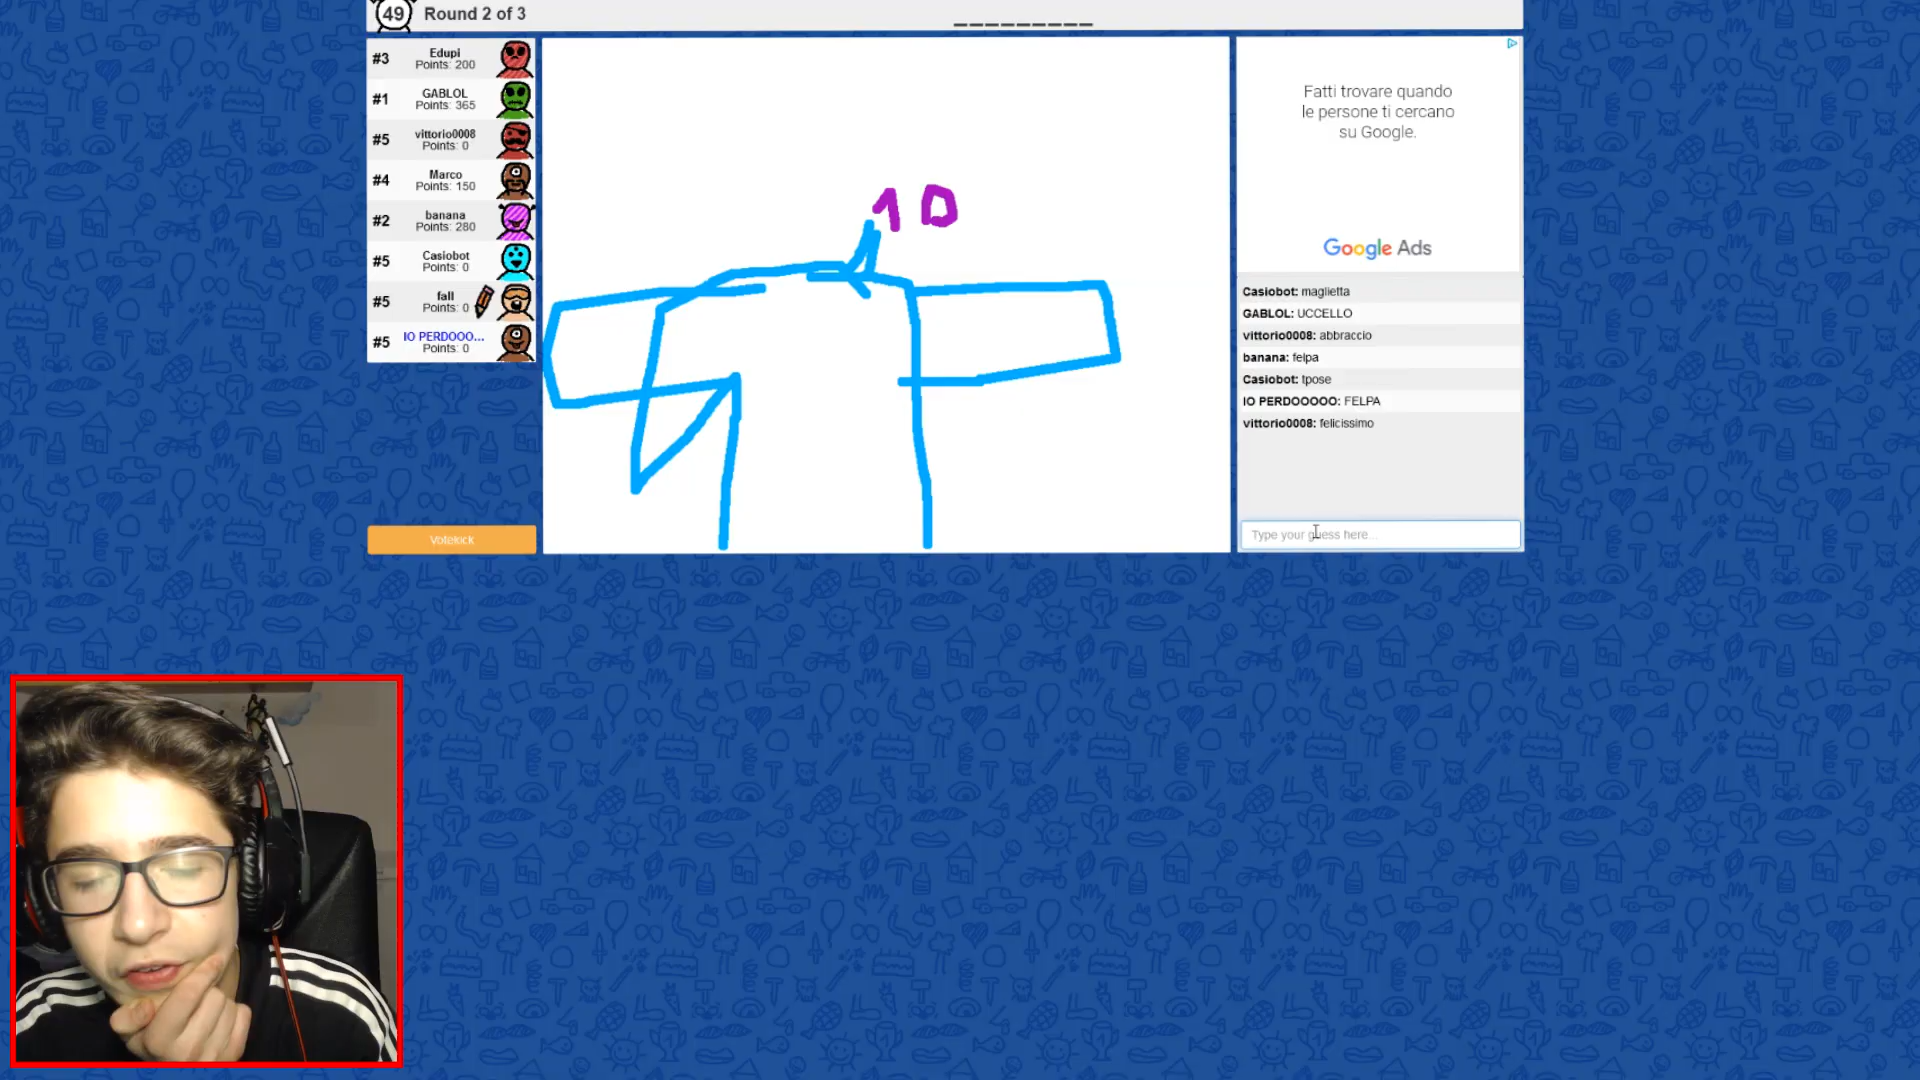 49 Round 2 of 3 _________
#3 Edupi
Points: 200
#1 GABLOL
Points: 365
#5 vittorio0008
Points: 0
#4 Marco
Points: 150
#2 banana
Points: 280
#5 Casiobot
Points: 0
#5 fall
Points: 0
#5 IO PERDOOO...
Points: 0
Votekick
10
Fatti trovare quando
le persone ti cercano
su Google.
Google Ads
Casiobot: maglietta
GABLOL: UCCELLO
vittorio0008: abbraccio
banana: felpa
Casiobot: tpose
IO PERDOOOOO: FELPA
vittorio0008: felicissimo
Type your guess here...